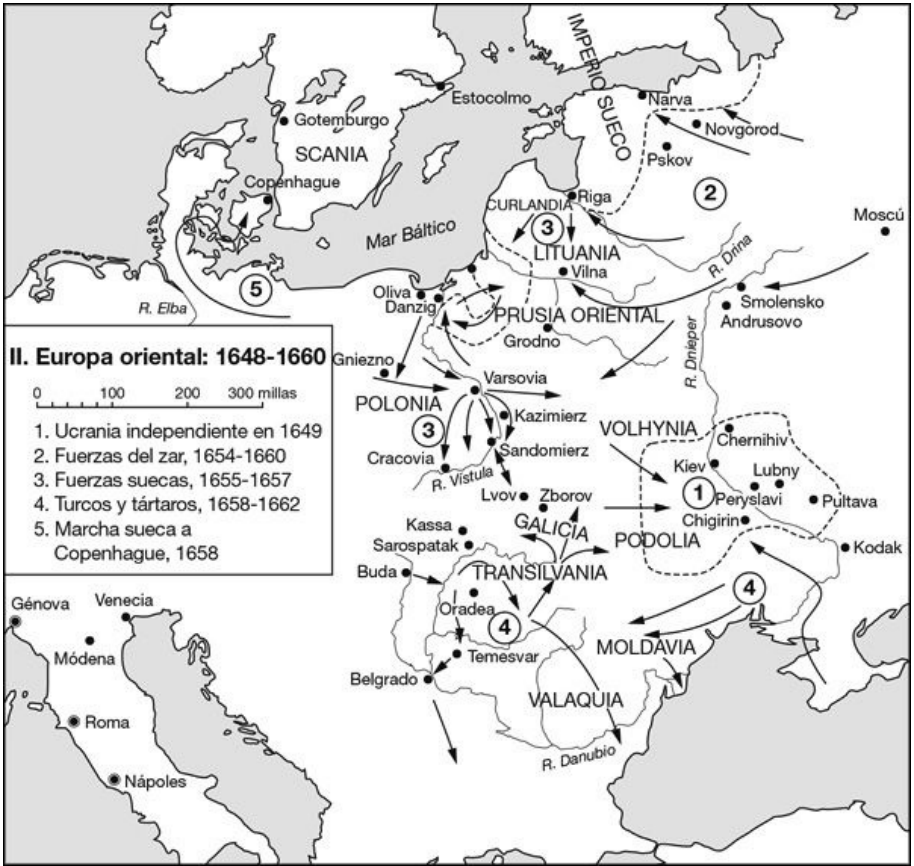 IMPERIO SUECO
Estocolmo
Narva
Gotemburgo
Novgorod
SCANIA
Pskov
Copenhague
2
Riga
CURLANDIA
Moscú
Mar Báltico
3
LITUANIA
Vilna
R. Drina
5
Oliva
Danzig
Smolensko
R. Elba
PRUSIA ORIENTAL
Andrusovo
Grodno
R. Dnieper
II. Europa oriental: 1648-1660
0 100 200 300 millas
1. Ucrania independiente en 1649
2. Fuerzas del zar, 1654-1660
3. Fuerzas suecas, 1655-1657
4. Turcos y tártaros, 1658-1662
5. Marcha sueca a
Copenhague, 1658
Gniezno
Varsovia
POLONIA
Kazimierz
3
VOLHYNIA
Chernihiv
Sandomierz
Cracovia
Kiev
Lubny
R. Vístula
1
Lvov
Zborov
Peryslavi
Pultava
GALICIA
Chigirin
Kassa
PODOLIA
Sarospatak
Kodak
Buda
TRANSILVANIA
4
Oradea
Génova
Venecia
4
Módena
MOLDAVIA
Temesvar
Belgrado
VALAQUIA
Roma
R. Danubio
Nápoles